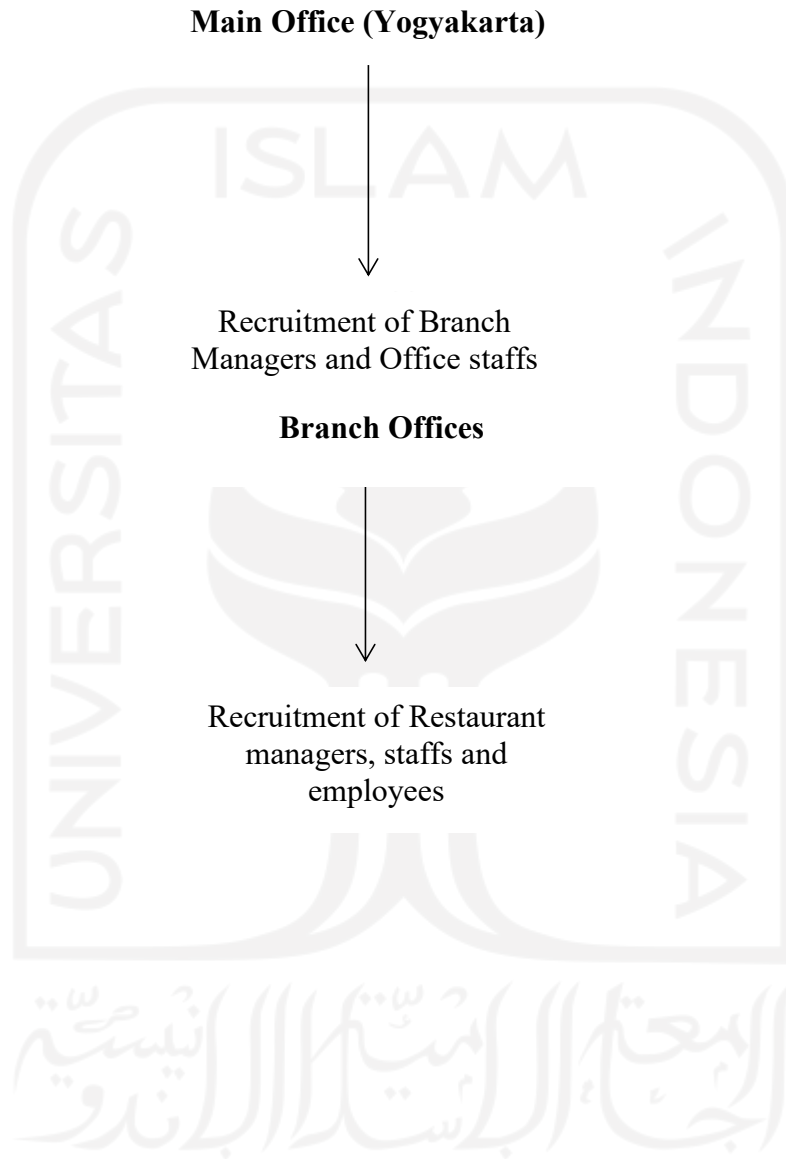 Main Office (Yogyakarta)
ISLAM
UNIVERSITAS
INDONESIA
Recruitment of Branch
Managers and Office staffs
Branch Offices
Recruitment of Restaurant
managers, staffs and
employees